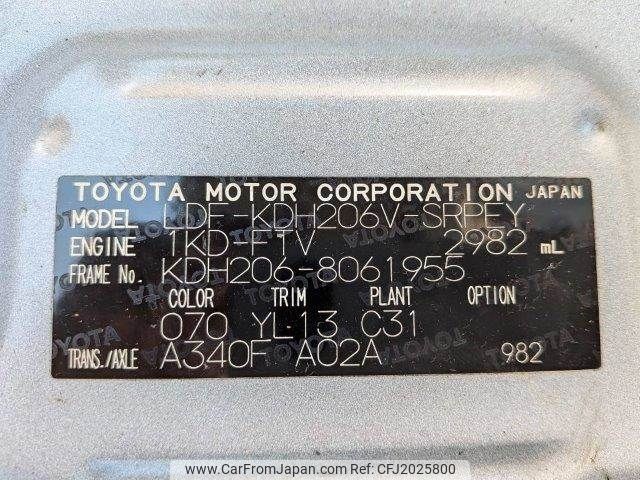 TOYOTA MOTOR CORPORATION JAPAN
MODEL LDF-KDH206V-SRPEY
ENGINE 1KD-FTV 2982 mL
FRAME No. KDH206-8061955
COLOR TRIM PLANT OPTION
070 YL13 C31
TRANS./AXLE A340F A02A 982
www.CarFromJapan.com | CFJ2025800